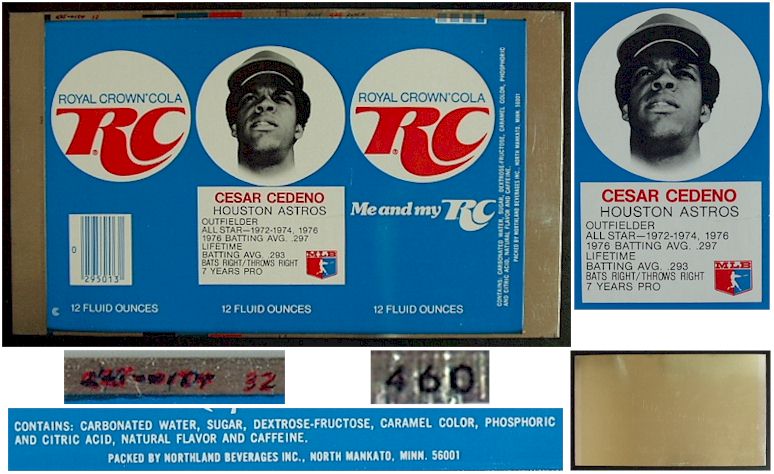 32
ROYAL CROWN COLA
RC
®
0
295013
12 FLUID OUNCES
CESAR CEDENO
HOUSTON ASTROS
OUTFIELDER
ALL STAR—1972-1974, 1976
1976 BATTING AVG. .297
LIFETIME
BATTING AVG. .293
BATS RIGHT/THROWS RIGHT
7 YEARS PRO
MLB
12 FLUID OUNCES
ROYAL CROWN COLA
RC
®
Me and my RC
12 FLUID OUNCES
CONTAINS: CARBONATED WATER, SUGAR, DEXTROSE-FRUCTOSE, CARAMEL COLOR, PHOSPHORIC
AND CITRIC ACID, NATURAL FLAVOR AND CAFFEINE.
PACKED BY NORTHLAND BEVERAGES INC., NORTH MANKATO, MINN. 56001
CESAR CEDENO
HOUSTON ASTROS
OUTFIELDER
ALL STAR—1972-1974, 1976
1976 BATTING AVG. .297
LIFETIME
BATTING AVG. .293
BATS RIGHT/THROWS RIGHT
7 YEARS PRO
MLB
32
460
CONTAINS: CARBONATED WATER, SUGAR, DEXTROSE-FRUCTOSE, CARAMEL COLOR, PHOSPHORIC
AND CITRIC ACID, NATURAL FLAVOR AND CAFFEINE.
PACKED BY NORTHLAND BEVERAGES INC., NORTH MANKATO, MINN. 56001